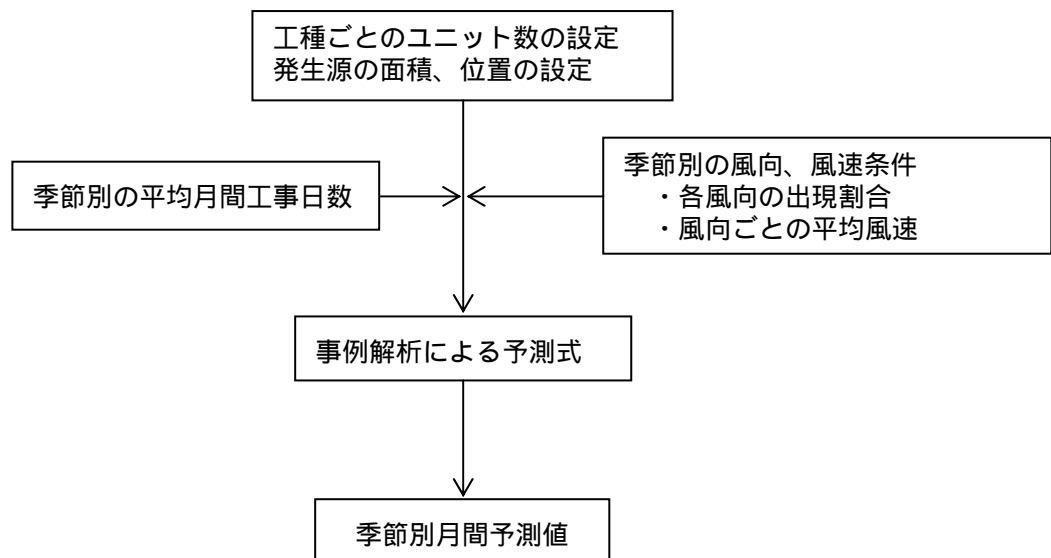 工種ごとのユニット数の設定
発生源の面積、位置の設定
季節別の平均月間工事日数
季節別の風向、風速条件
・各風向の出現割合
・風向ごとの平均風速
事例解析による予測式
季節別月間予測値